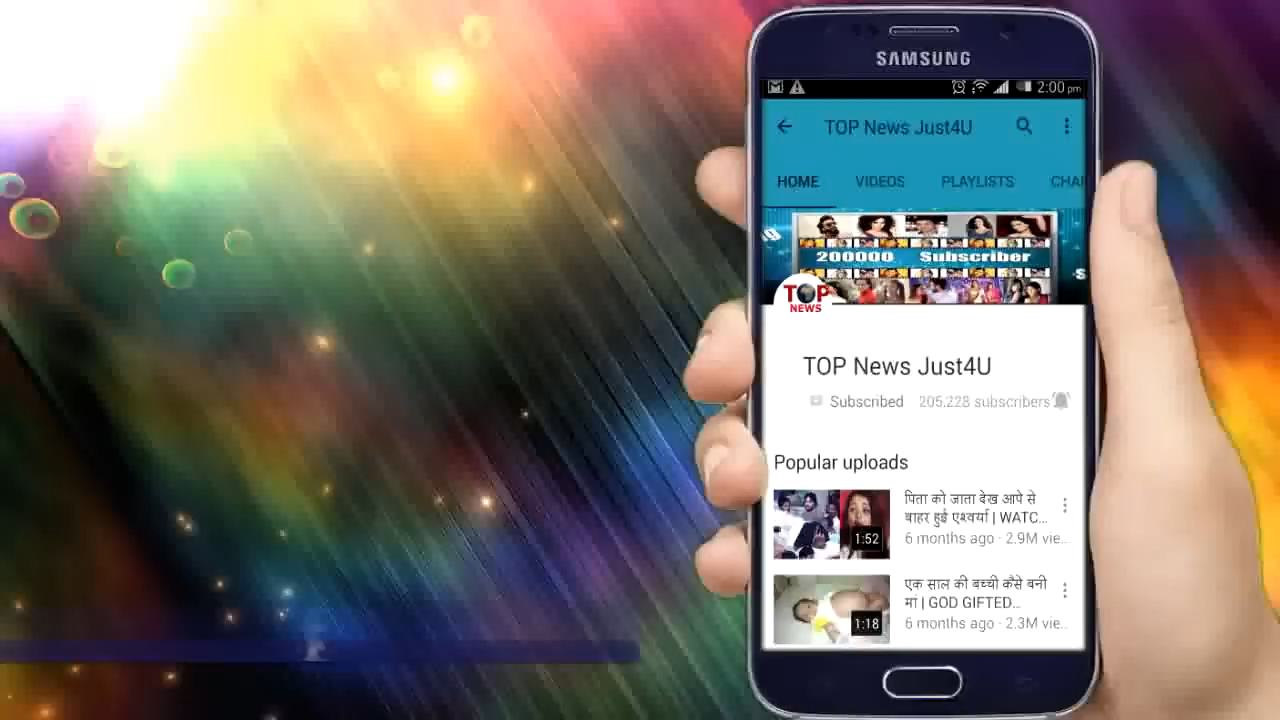 SAMSUNG
2:00 pm
TOP News Just4U
HOME VIDEOS PLAYLISTS CHAI
200000 Subscriber
TOP
NEWS
TOP News Just4U
Subscribed 205,228 subscribers
Popular uploads
पिता को जाता देख आपे से
बाहर हुई एश्वर्या | WATC...
1:52
6 months ago · 2.9M vie...
एक साल की बच्ची कैसे बनी
मां | GOD GIFTED...
1:18
6 months ago · 2.3M vie...